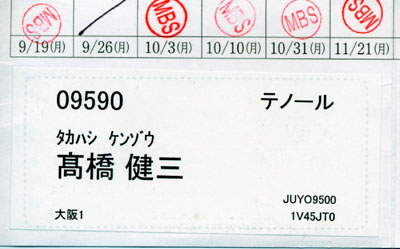 MBS MBS MBS MBS MBS
9/19(月) 9/26(月) 10/3(月) 10/10(月) 10/31(月) 11/21(月)
09590 テノール
ﾀｶﾊｼ ｹﾝｿﾞｳ
髙橋 健三
JUYO9500
大阪1 1V45JT0